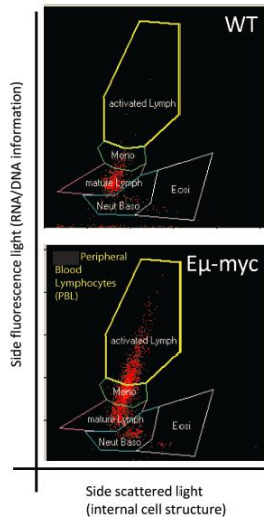 Side fluorescence light (RNA/DNA information)
WT
activated Lymph
Mono
mature Lymph
Eosi
Neut Baso
Eµ-myc
Peripheral
Blood
Lymphocytes
(PBL)
activated Lymph
Mono
mature Lymph
Eosi
Neut Baso
Side scattered light
(internal cell structure)